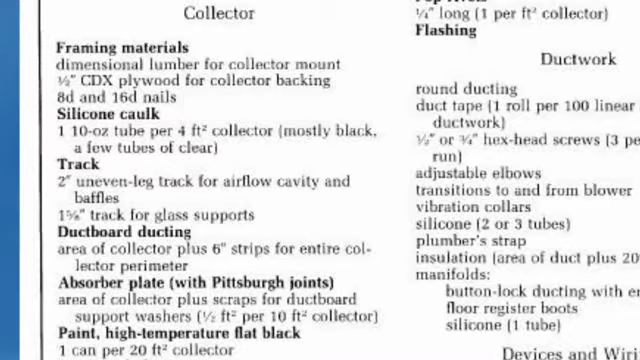 Collector
Framing materials
dimensional lumber for collector mount
½″ CDX plywood for collector backing
8d and 16d nails
Silicone caulk
1 10-oz tube per 4 ft² collector (mostly black,
a few tubes of clear)
Track
2″ uneven-leg track for airflow cavity and
baffles
1⅝″ track for glass supports
Ductboard ducting
area of collector plus 6″ strips for entire col-
lector perimeter
Absorber plate (with Pittsburgh joints)
area of collector plus scraps for ductboard
support washers (½ ft² per 10 ft² collector)
Paint, high-temperature flat black
1 can per 20 ft² collector
¼″ long (1 per ft² collector)
Flashing
Ductwork
round ducting
duct tape (1 roll per 100 linear
ductwork)
½″ or ¾″ hex-head screws (3 pe
run)
adjustable elbows
transitions to and from blower
vibration collars
silicone (2 or 3 tubes)
plumber's strap
insulation (area of duct plus 20
manifolds:
button-lock ducting with en
floor register boots
silicone (1 tube)
Devices and Wiri